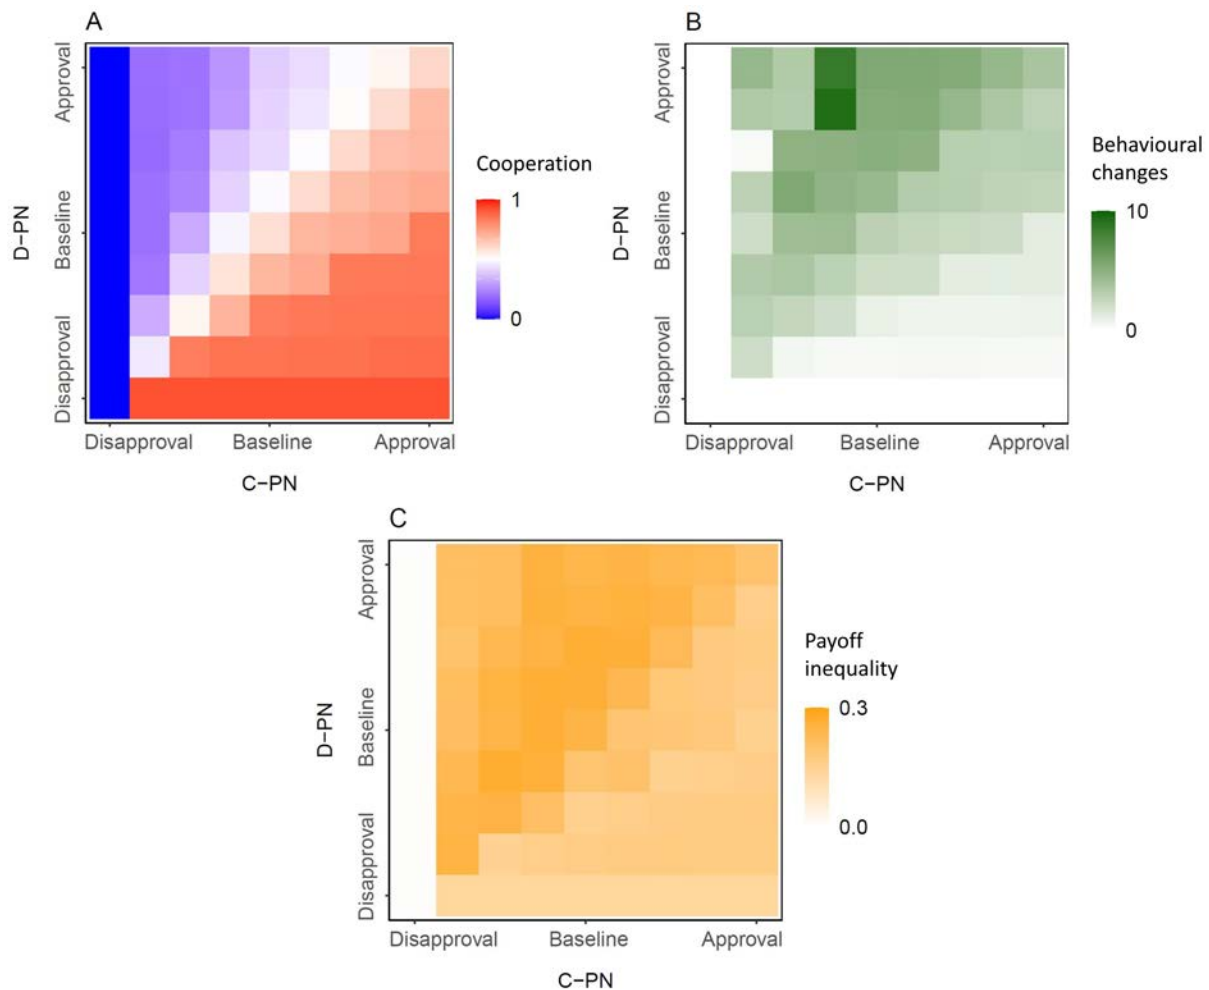 A
Approval
Baseline
Disapproval
D-PN
Disapproval
Baseline
Approval
C-PN
Cooperation
1
0
B
Approval
Baseline
Disapproval
D-PN
Disapproval
Baseline
Approval
C-PN
Behavioural
changes
10
0
C
Approval
Baseline
Disapproval
D-PN
Disapproval
Baseline
Approval
C-PN
Payoff
inequality
0.3
0.0